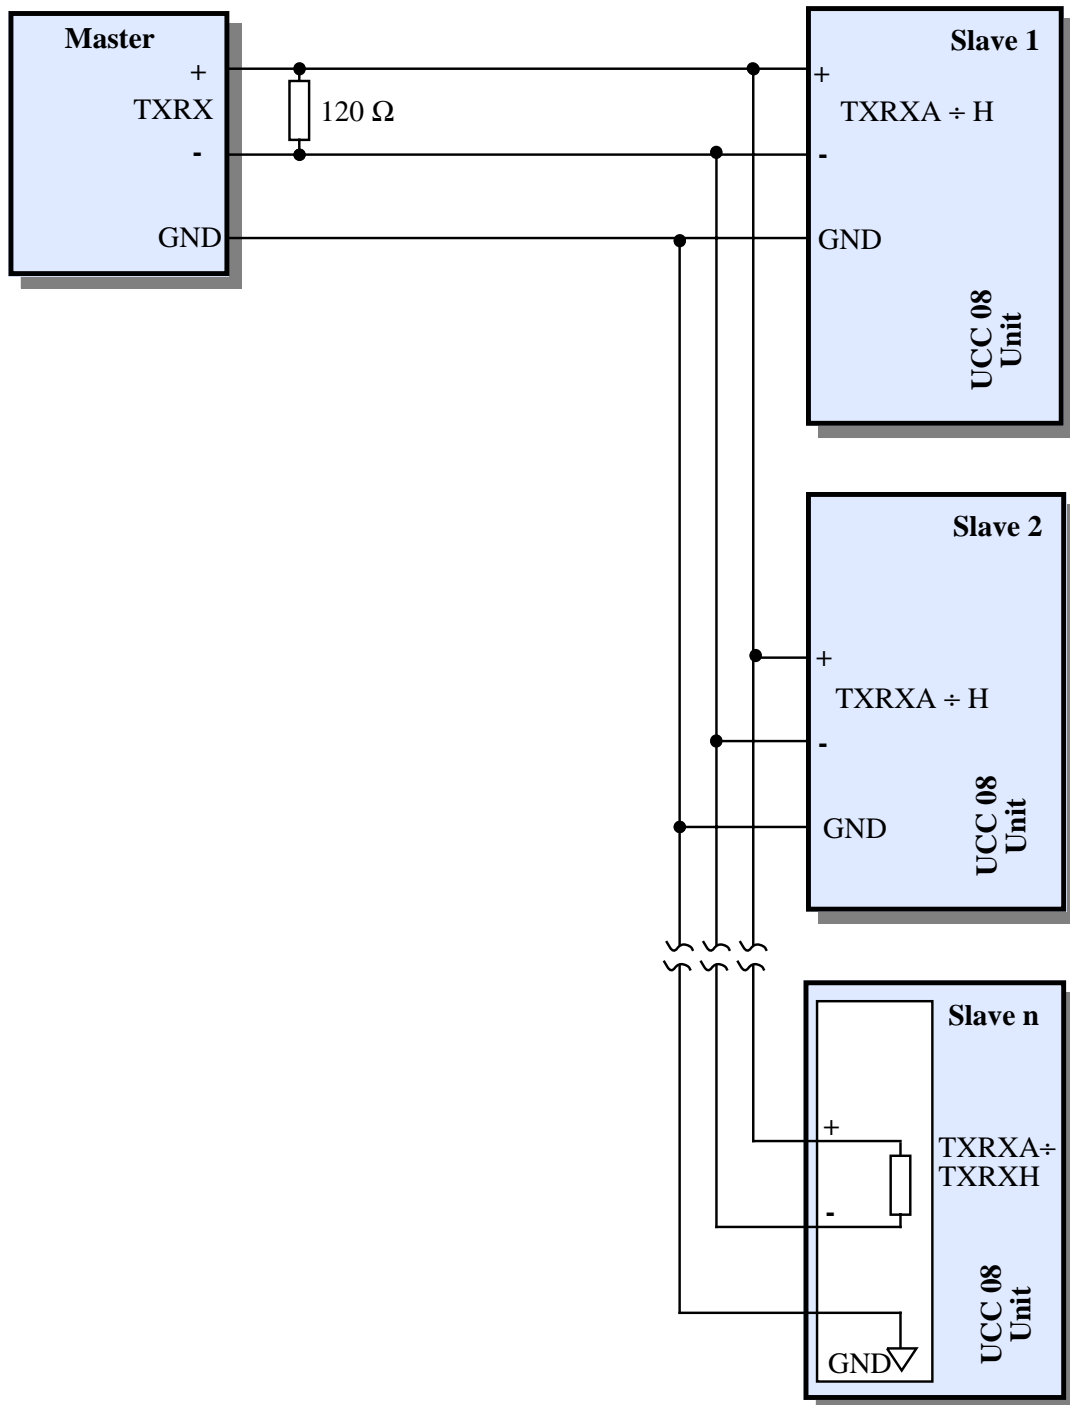 Master
+
TXRX
-
GND
120 Ω
Slave 1
+
TXRXA ÷ H
-
GND
UCC 08
Unit
Slave 2
+
TXRXA ÷ H
-
GND
UCC 08
Unit
Slave n
+
TXRXA÷
TXRXH
-
GND
UCC 08
Unit